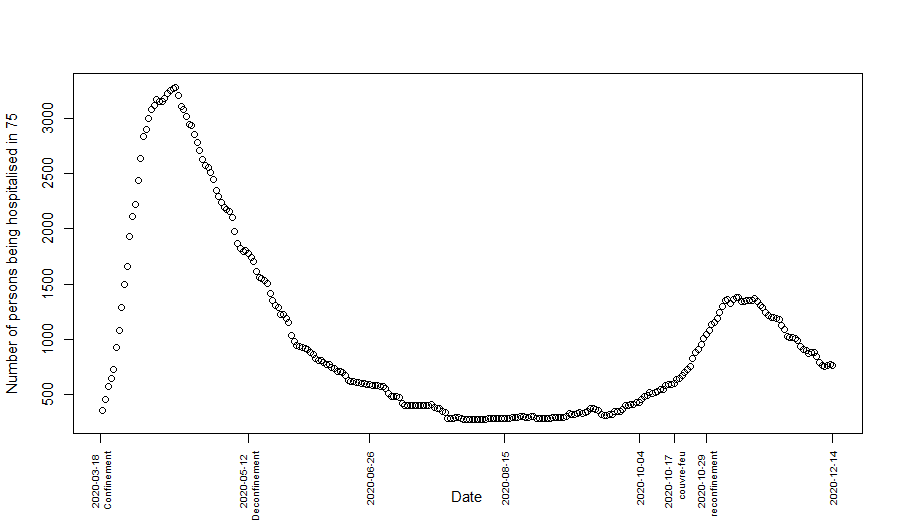 Number of persons being hospitalised in 75
3000
2500
2000
1500
1000
500
2020-03-18
Confinement
2020-05-12
Deconfinement
2020-06-26
2020-08-15
2020-10-04
2020-10-17
couvre-feu
2020-10-29
reconfinement
2020-12-14
Date